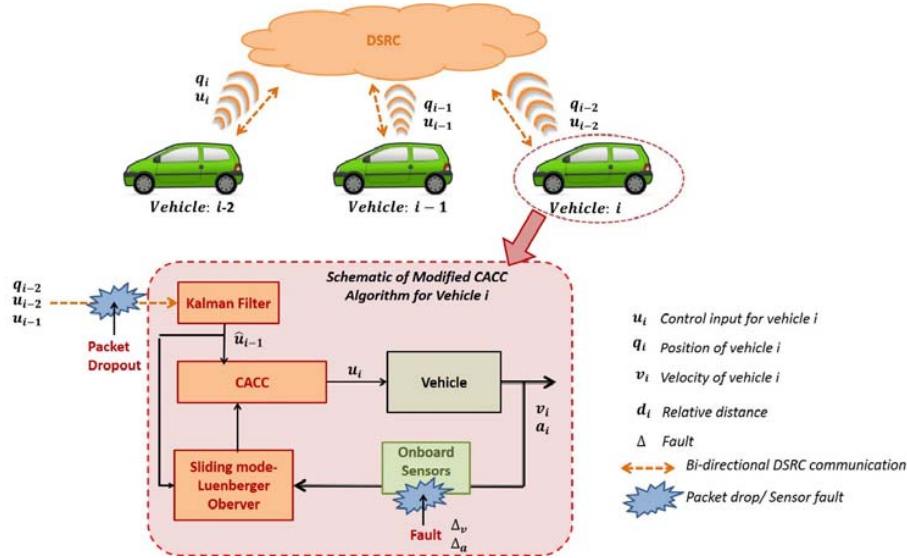 DSRC
q_i
u_i
q_{i-1}
u_{i-1}
q_{i-2}
u_{i-2}
Vehicle: i-2
Vehicle: i − 1
Vehicle: i
Schematic of Modified CACC
Algorithm for Vehicle i
q_{i-2}
u_{i-2}
u_{i-1}
Packet
Dropout
Kalman Filter
û_{i-1}
CACC
u_i
Vehicle
v_i
a_i
Sliding mode-
Luenberger
Oberver
Onboard
Sensors
Fault
Δ_v
Δ_a
u_i Control input for vehicle i
q_i Position of vehicle i
v_i Velocity of vehicle i
d_i Relative distance
Δ Fault
Bi-directional DSRC communication
Packet drop/ Sensor fault